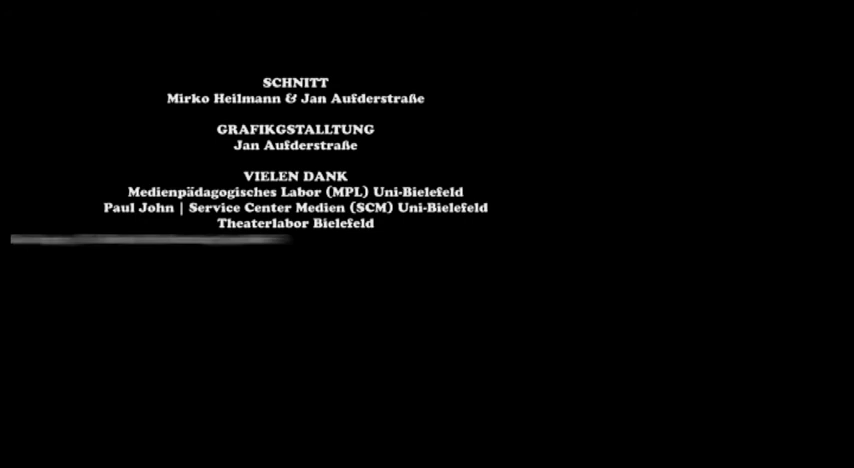 SCHNITT
Mirko Heilmann & Jan Aufderstraße
GRAFIKGSTALLTUNG
Jan Aufderstraße
VIELEN DANK
Medienpädagogisches Labor (MPL) Uni-Bielefeld
Paul John | Service Center Medien (SCM) Uni-Bielefeld
Theaterlabor Bielefeld